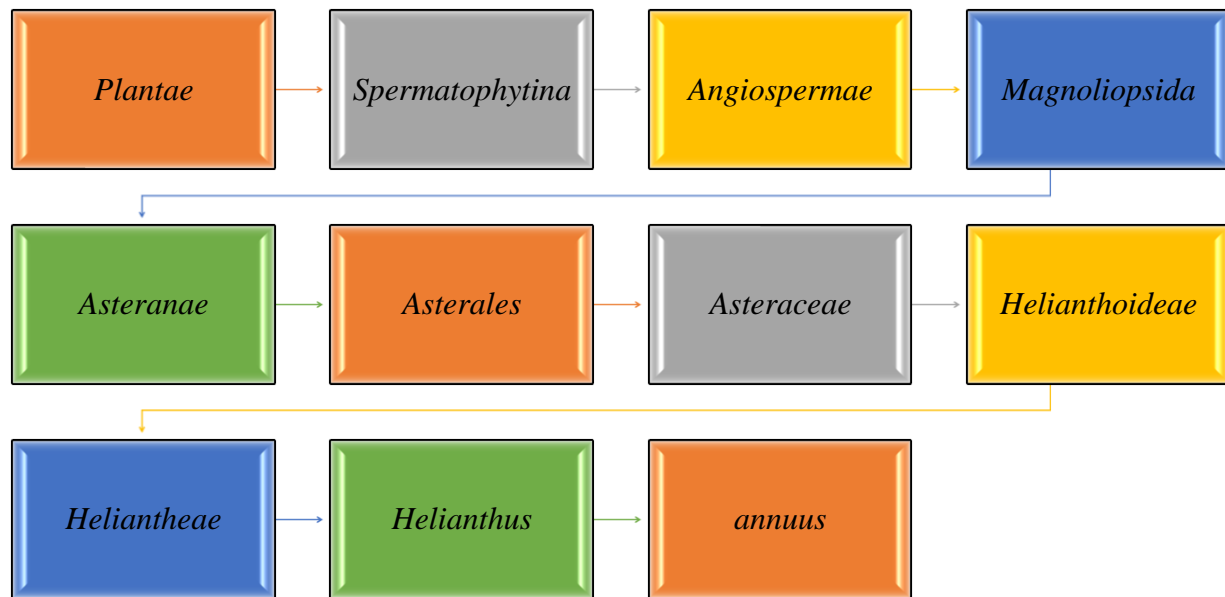 Plantae
Spermatophytina
Angiospermae
Magnoliopsida
Asteranae
Asterales
Asteraceae
Helianthoideae
Heliantheae
Helianthus
annuus